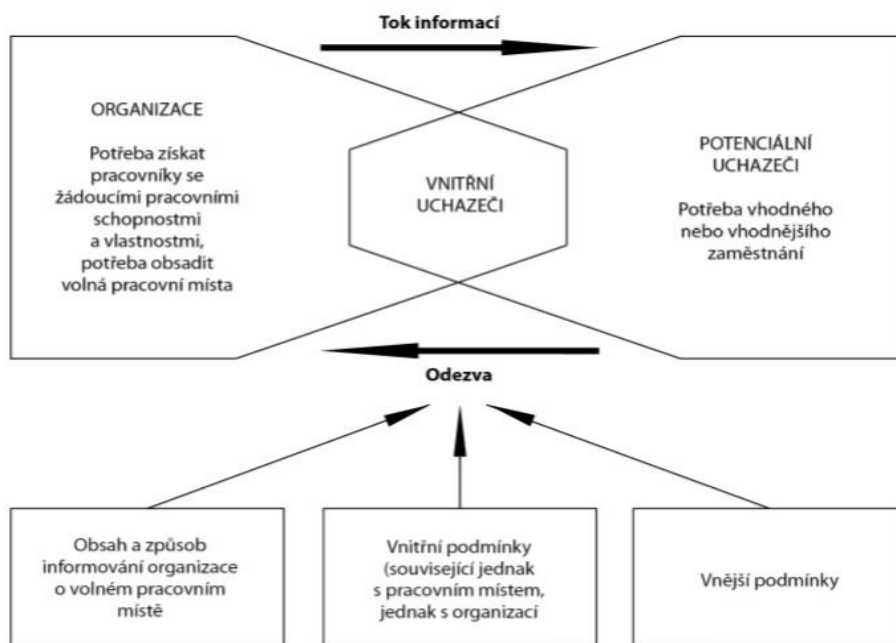 Tok informací
ORGANIZACE
Potřeba získat
pracovníky se
žádoucími pracovními
schopnostmi
a vlastnostmi,
potřeba obsadit
volná pracovní místa
VNITŘNÍ
UCHAZEČI
POTENCIÁLNÍ
UCHAZEČI
Potřeba vhodného
nebo vhodnějšího
zaměstnání
Odezva
Obsah a způsob
informování organizace
o volném pracovním
místě
Vnitřní podmínky
(související jednak
s pracovním místem,
jednak s organizací
Vnější podmínky